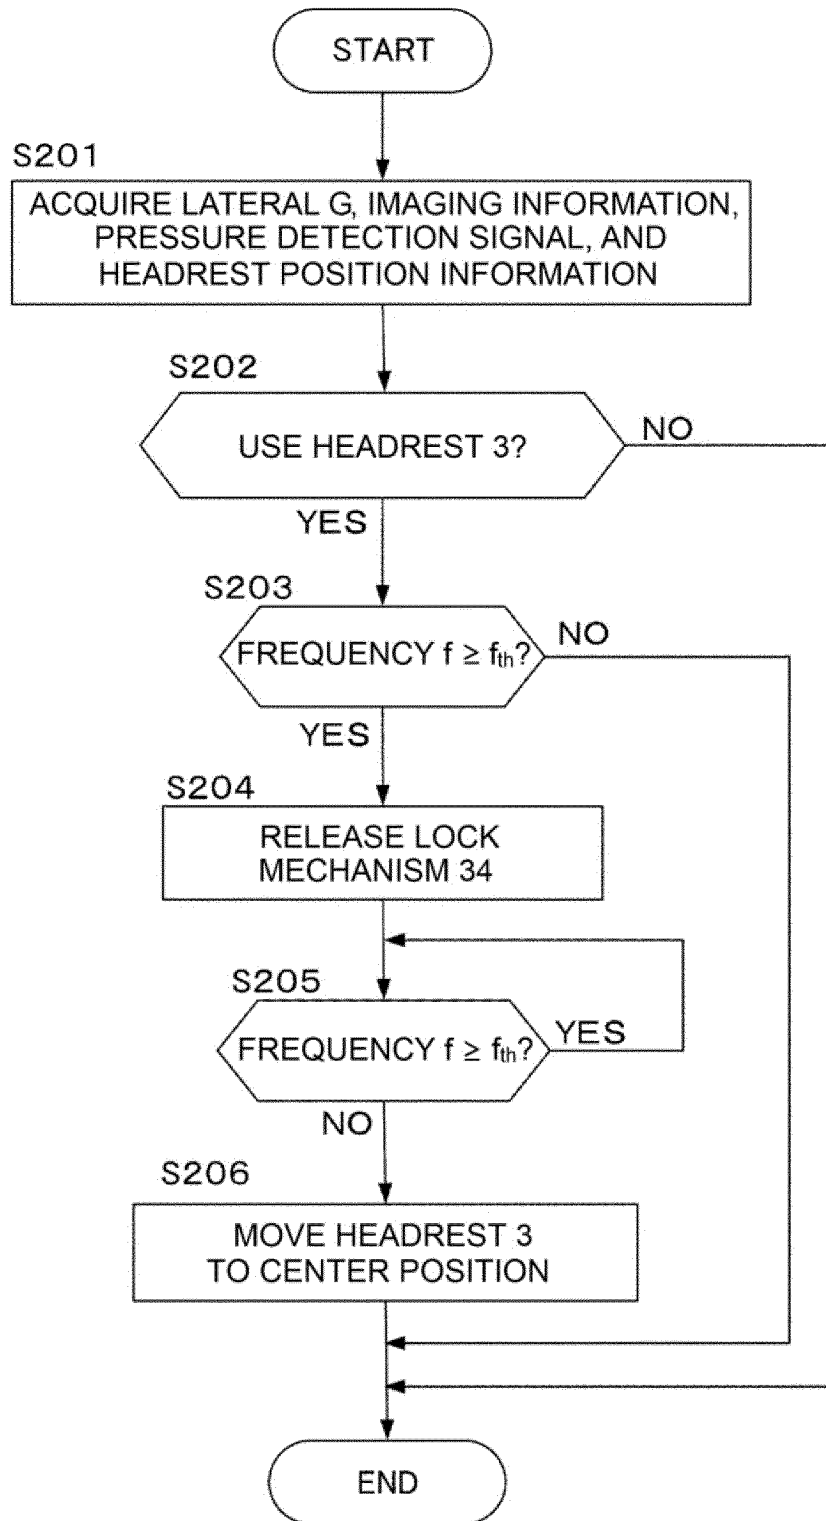 START
S201
ACQUIRE LATERAL G, IMAGING INFORMATION,
PRESSURE DETECTION SIGNAL, AND
HEADREST POSITION INFORMATION
S202
USE HEADREST 3?
NO
YES
S203
FREQUENCY f ≥ fth?
NO
YES
S204
RELEASE LOCK
MECHANISM 34
S205
FREQUENCY f ≥ fth?
YES
NO
S206
MOVE HEADREST 3
TO CENTER POSITION
END